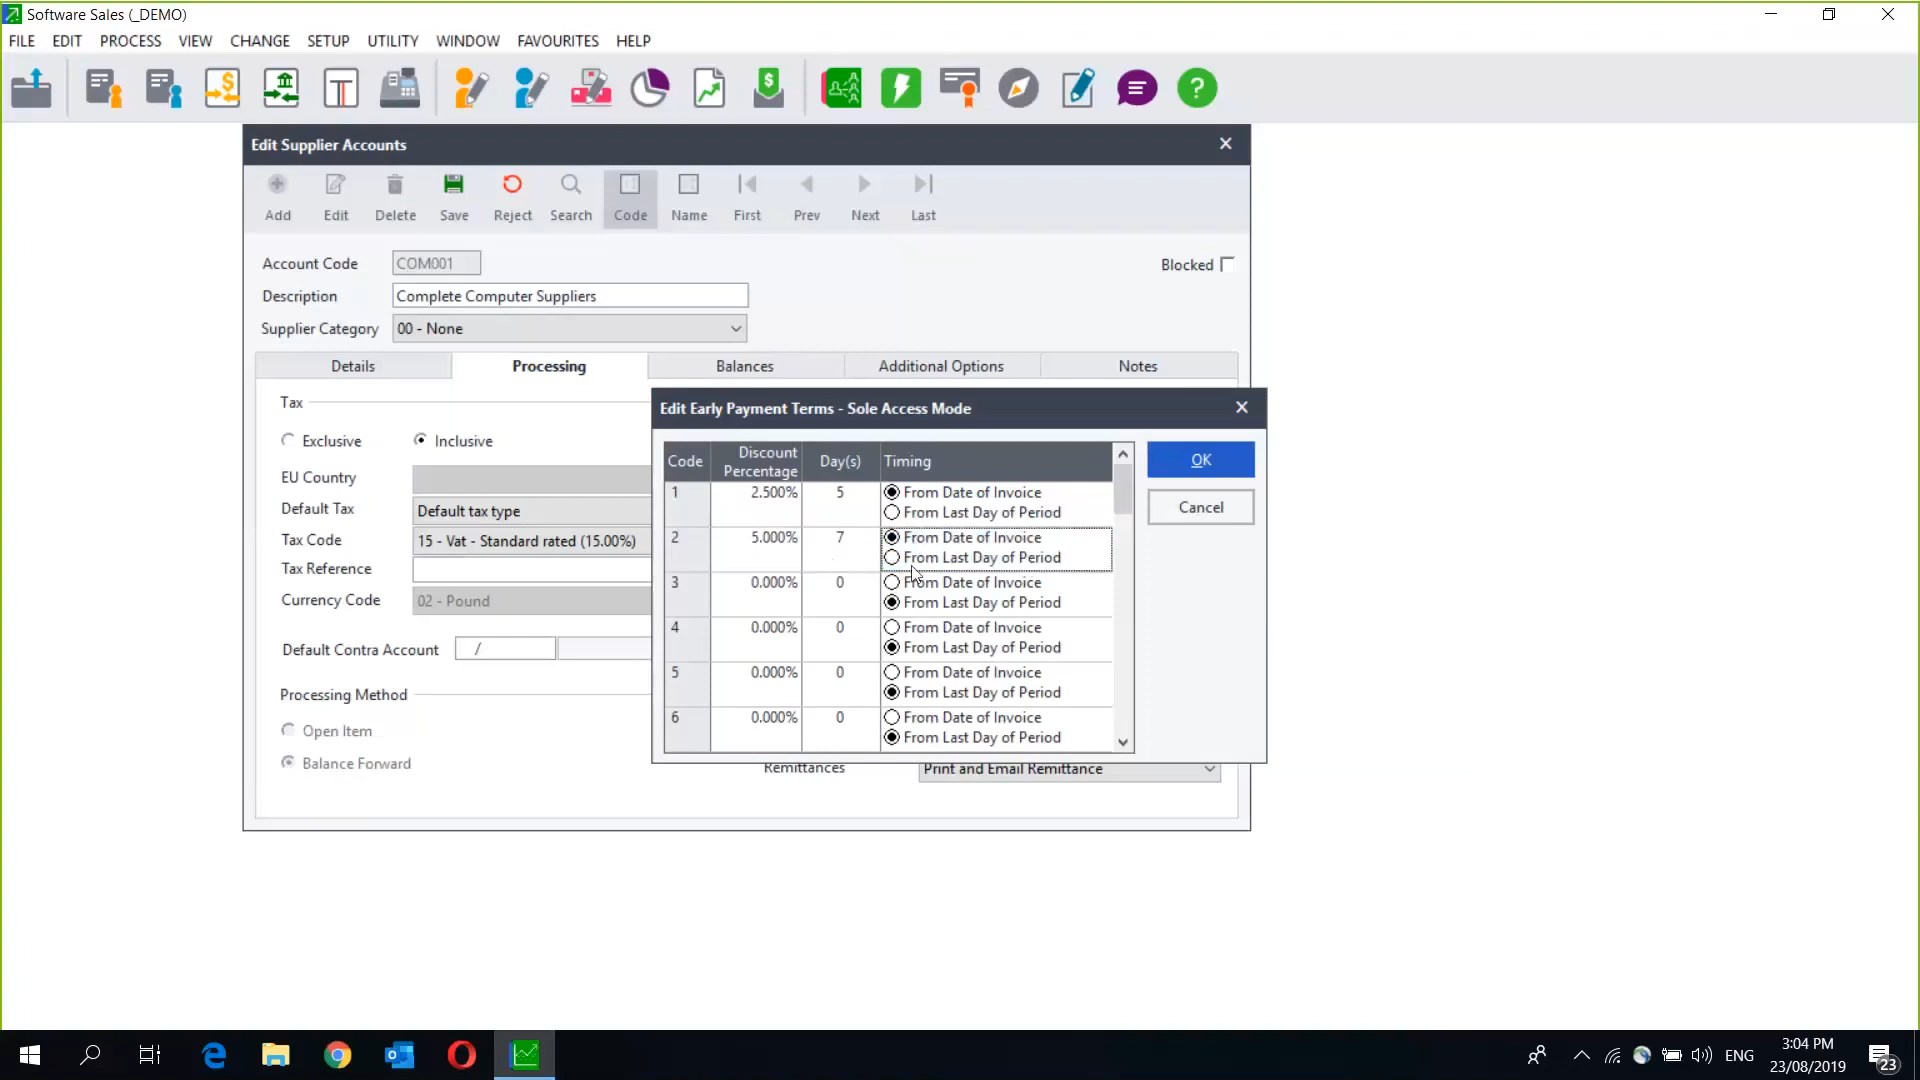 Software Sales (_DEMO)
FILE EDIT PROCESS VIEW CHANGE SETUP UTILITY WINDOW FAVOURITES HELP
Edit Supplier Accounts
Add Edit Delete Save Reject Search Code Name First Prev Next Last
Account Code COM001 Blocked
Description Complete Computer Suppliers
Supplier Category 00 - None
Details Processing Balances Additional Options Notes
Tax
Exclusive Inclusive
EU Country
Default Tax Default tax type
Tax Code 15 - Vat - Standard rated (15.00%)
Tax Reference
Currency Code 02 - Pound
Default Contra Account /
Processing Method
Open Item
Balance Forward
Remittances Print and Email Remittance
Edit Early Payment Terms - Sole Access Mode
Code Discount Percentage Day(s) Timing
1 2.500% 5 From Date of Invoice
From Last Day of Period
2 5.000% 7 From Date of Invoice
From Last Day of Period
3 0.000% 0 From Date of Invoice
From Last Day of Period
4 0.000% 0 From Date of Invoice
From Last Day of Period
5 0.000% 0 From Date of Invoice
From Last Day of Period
6 0.000% 0 From Date of Invoice
From Last Day of Period
OK
Cancel
ENG
3:04 PM
23/08/2019
23